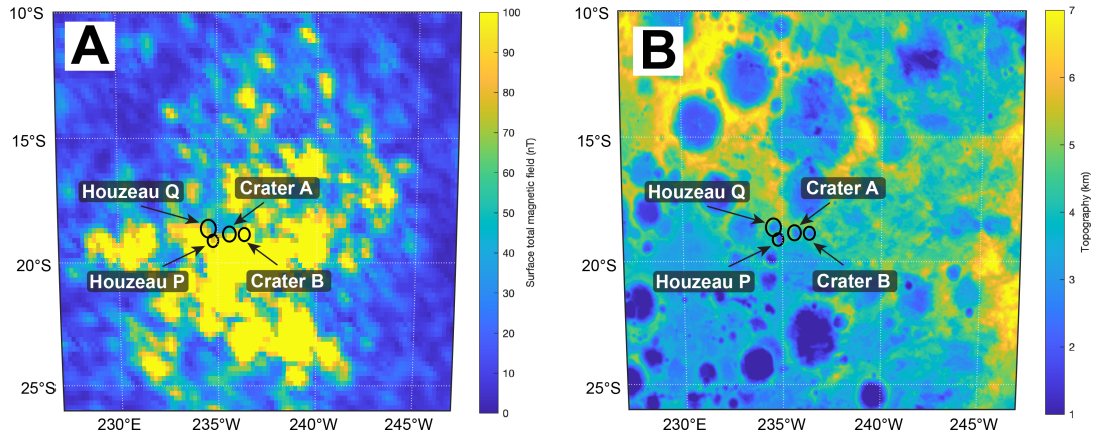 A
10°S
15°S
20°S
25°S
230°W
235°W
240°W
245°W
Houzeau Q
Crater A
Houzeau P
Crater B
100
90
80
70
60
50
40
30
20
10
0
Surface total magnetic field (nT)
B
10°S
15°S
20°S
25°S
230°W
235°W
240°W
245°W
Houzeau Q
Crater A
Houzeau P
Crater B
7
6
5
4
3
2
1
Topography (km)